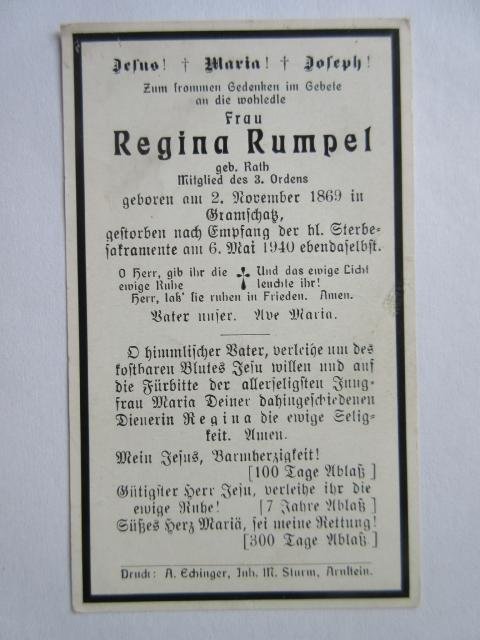 Jesus! † Maria! † Joseph!
Zum frommen Gedenken im Gebete
an die wohledle
Frau
Regina Rumpel
geb. Rath
Mitglied des 3. Ordens
geboren am 2. November 1869 in
Gramschatz,
gestorben nach Empfang der hl. Sterbe-
sakramente am 6. Mai 1940 ebendaselbst.
O Herr, gib ihr die ewige Ruhe
Und das ewige Licht leuchte ihr!
Herr, laß' sie ruhen in Frieden. Amen.
Vater unser. Ave Maria.
O himmlischer Vater, verleihe um des
kostbaren Blutes Jesu willen und auf
die Fürbitte der allerseligsten Jung-
frau Maria Deiner dahingeschiedenen
Dienerin Regina die ewige Selig-
keit. Amen.
Mein Jesus, Barmherzigkeit!
[100 Tage Ablaß]
Gütigster Herr Jesu, verleihe ihr die
ewige Ruhe! [7 Jahre Ablaß]
Süßes Herz Mariä, sei meine Rettung!
[300 Tage Ablaß]
Druck: A. Echinger, Inh. M. Sturm, Arnstein.